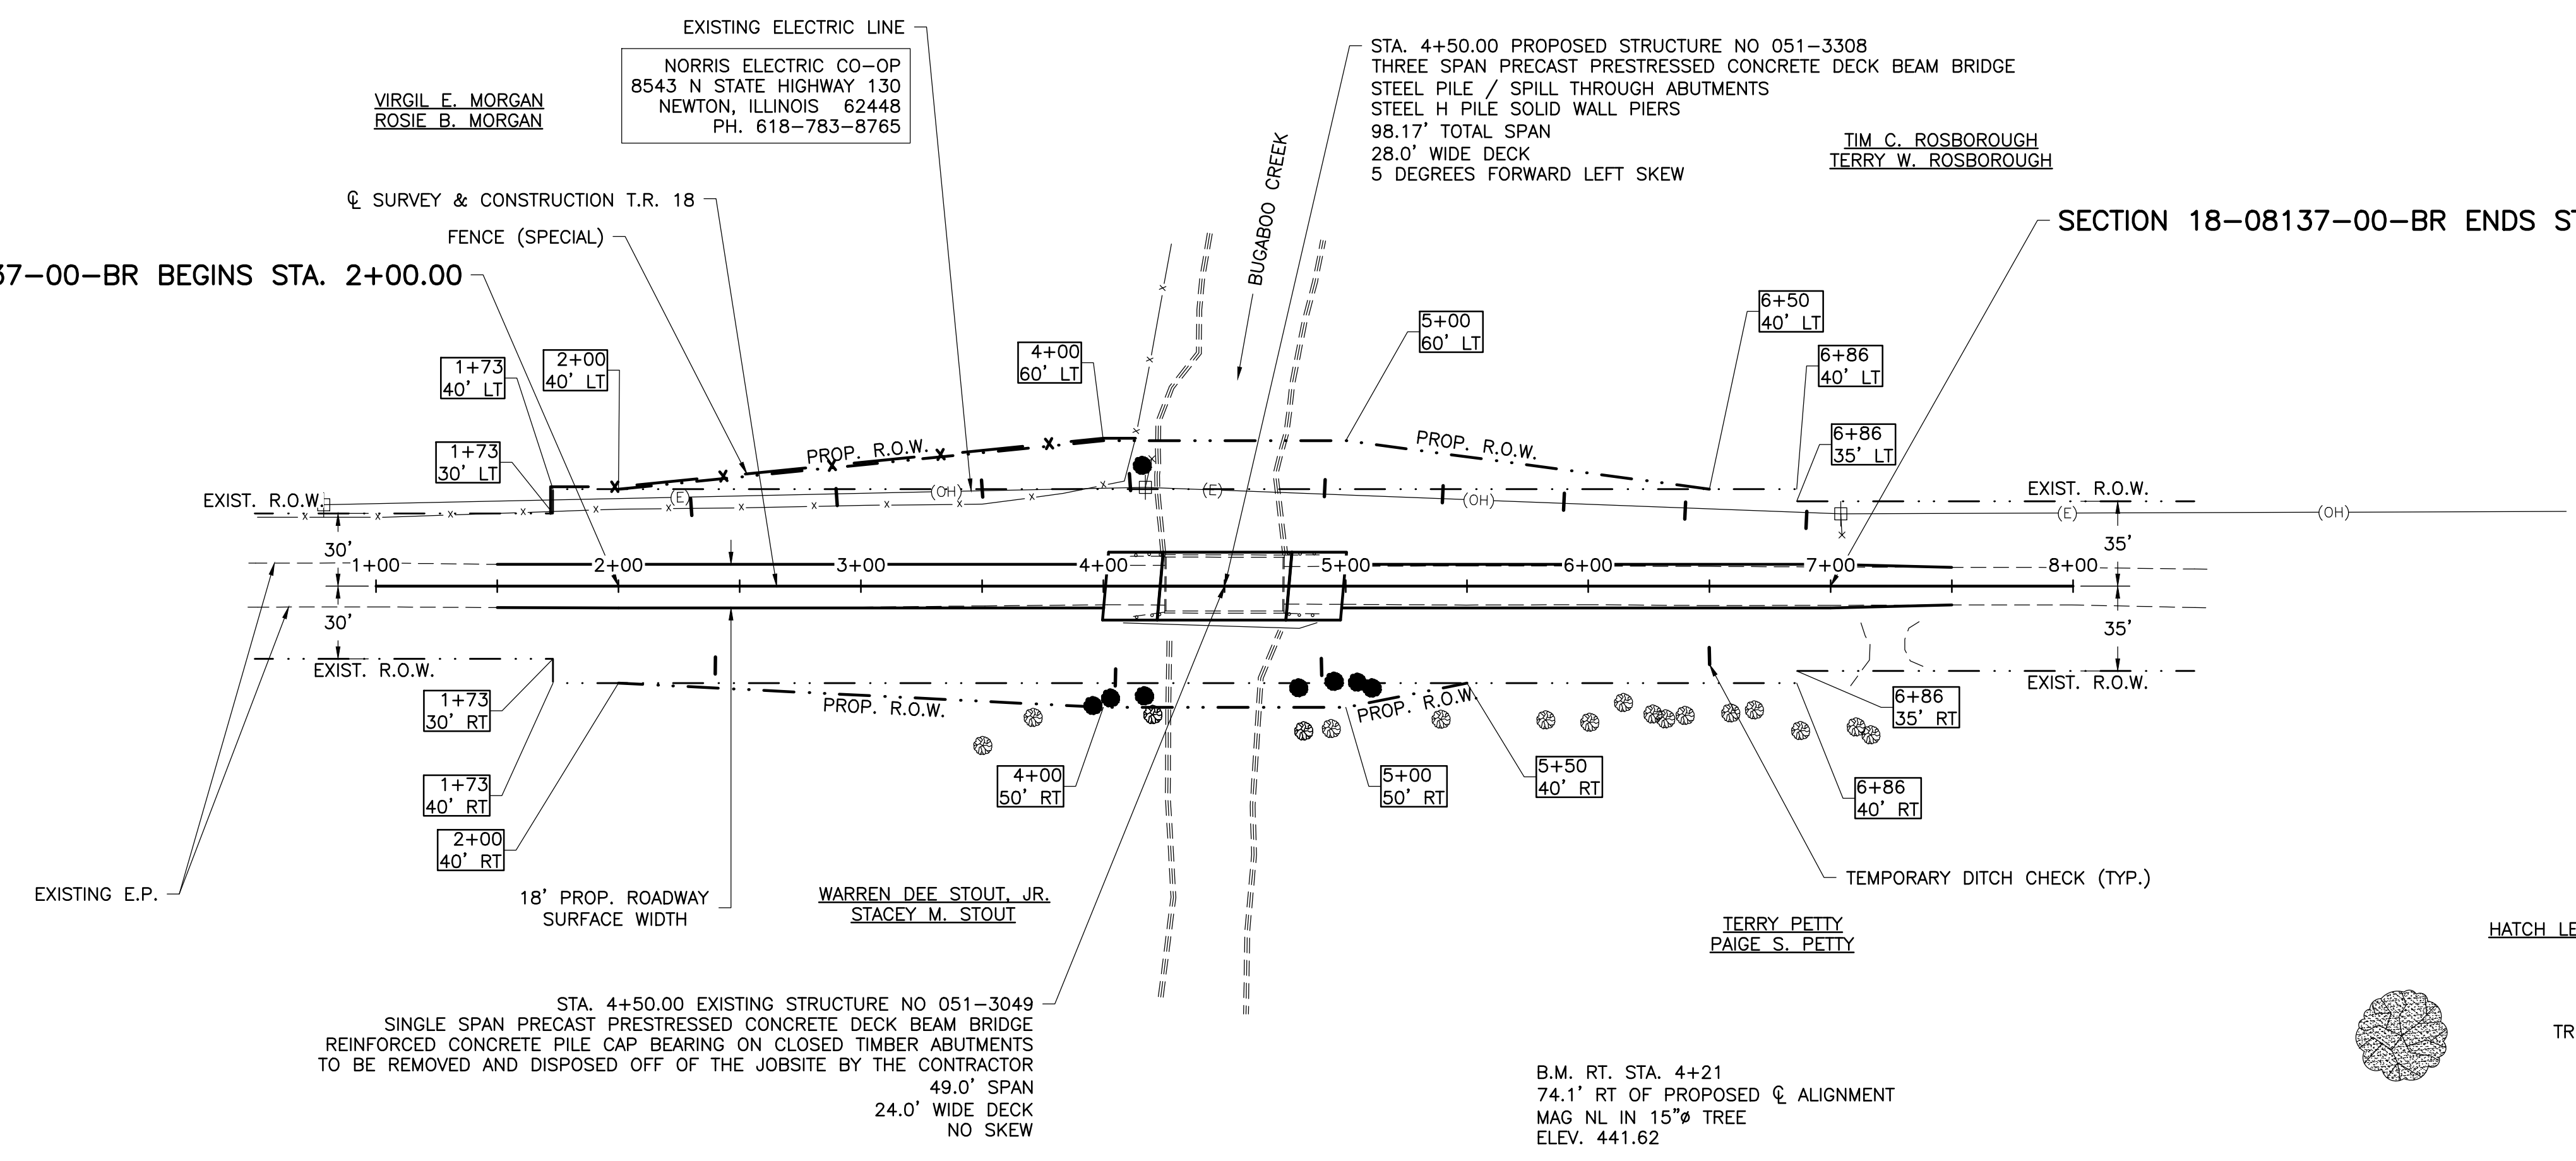 EXISTING ELECTRIC LINE
NORRIS ELECTRIC CO-OP
8543 N STATE HIGHWAY 130
NEWTON, ILLINOIS 62448
PH. 618-783-8765
VIRGIL E. MORGAN
ROSIE B. MORGAN
STA. 4+50.00 PROPOSED STRUCTURE NO 051-3308
THREE SPAN PRECAST PRESTRESSED CONCRETE DECK BEAM BRIDGE
STEEL PILE / SPILL THROUGH ABUTMENTS
STEEL H PILE SOLID WALL PIERS
98.17' TOTAL SPAN
28.0' WIDE DECK
5 DEGREES FORWARD LEFT SKEW
TIM C. ROSBOROUGH
TERRY W. ROSBOROUGH
℄ SURVEY & CONSTRUCTION T.R. 18
FENCE (SPECIAL)
37-00-BR BEGINS STA. 2+00.00
BUGABOO CREEK
SECTION 18-08137-00-BR ENDS ST
1+73
40' LT
2+00
40' LT
4+00
60' LT
5+00
60' LT
6+50
40' LT
6+86
40' LT
1+73
30' LT
6+86
35' LT
PROP. R.O.W.
PROP. R.O.W.
EXIST. R.O.W.
(E)
(OH)
(E)
(OH)
EXIST. R.O.W.
(E)
(OH)
30'
35'
1+00
2+00
3+00
4+00
5+00
6+00
7+00
8+00
30'
35'
EXIST. R.O.W.
PROP. R.O.W.
PROP. R.O.W.
EXIST. R.O.W.
1+73
30' RT
6+86
35' RT
1+73
40' RT
4+00
50' RT
5+00
50' RT
5+50
40' RT
6+86
40' RT
2+00
40' RT
EXISTING E.P.
18' PROP. ROADWAY
SURFACE WIDTH
WARREN DEE STOUT, JR.
STACEY M. STOUT
TEMPORARY DITCH CHECK (TYP.)
TERRY PETTY
PAIGE S. PETTY
HATCH LE
TR
STA. 4+50.00 EXISTING STRUCTURE NO 051-3049
SINGLE SPAN PRECAST PRESTRESSED CONCRETE DECK BEAM BRIDGE
REINFORCED CONCRETE PILE CAP BEARING ON CLOSED TIMBER ABUTMENTS
TO BE REMOVED AND DISPOSED OFF OF THE JOBSITE BY THE CONTRACTOR
49.0' SPAN
24.0' WIDE DECK
NO SKEW
B.M. RT. STA. 4+21
74.1' RT OF PROPOSED ℄ ALIGNMENT
MAG NL IN 15"ø TREE
ELEV. 441.62